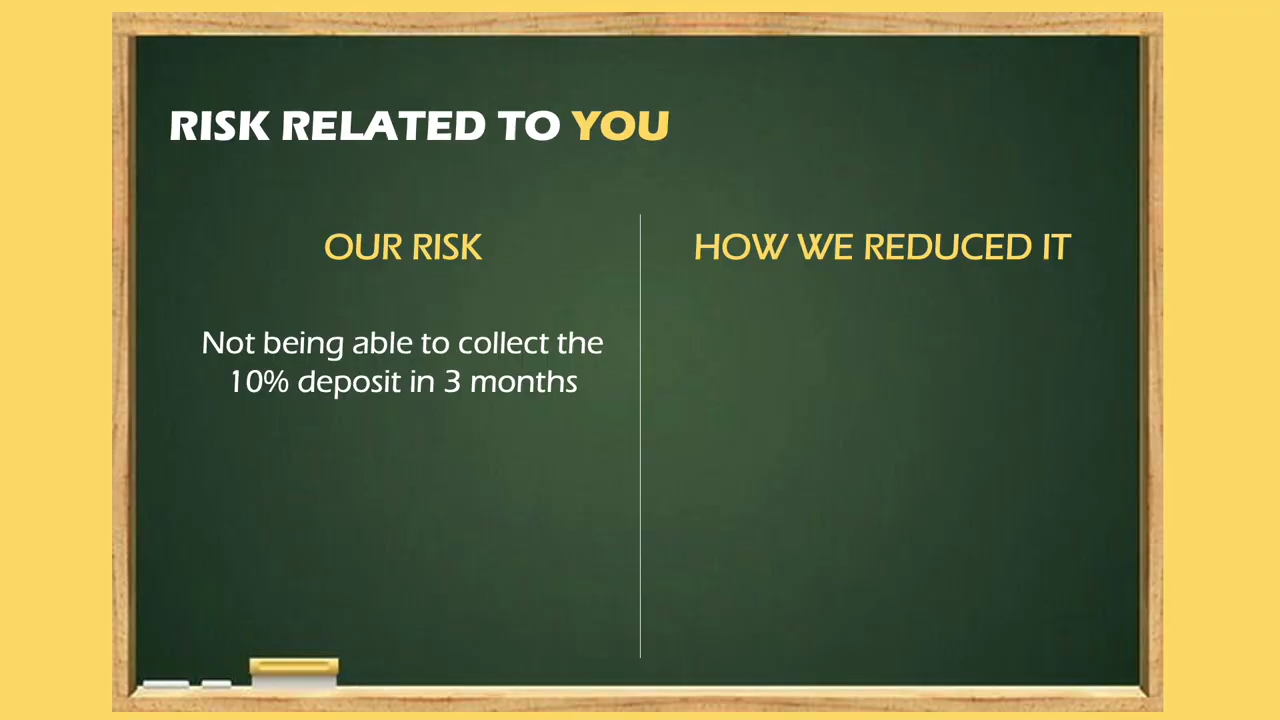 RISK RELATED TO YOU
OUR RISK
Not being able to collect the
10% deposit in 3 months
HOW WE REDUCED IT